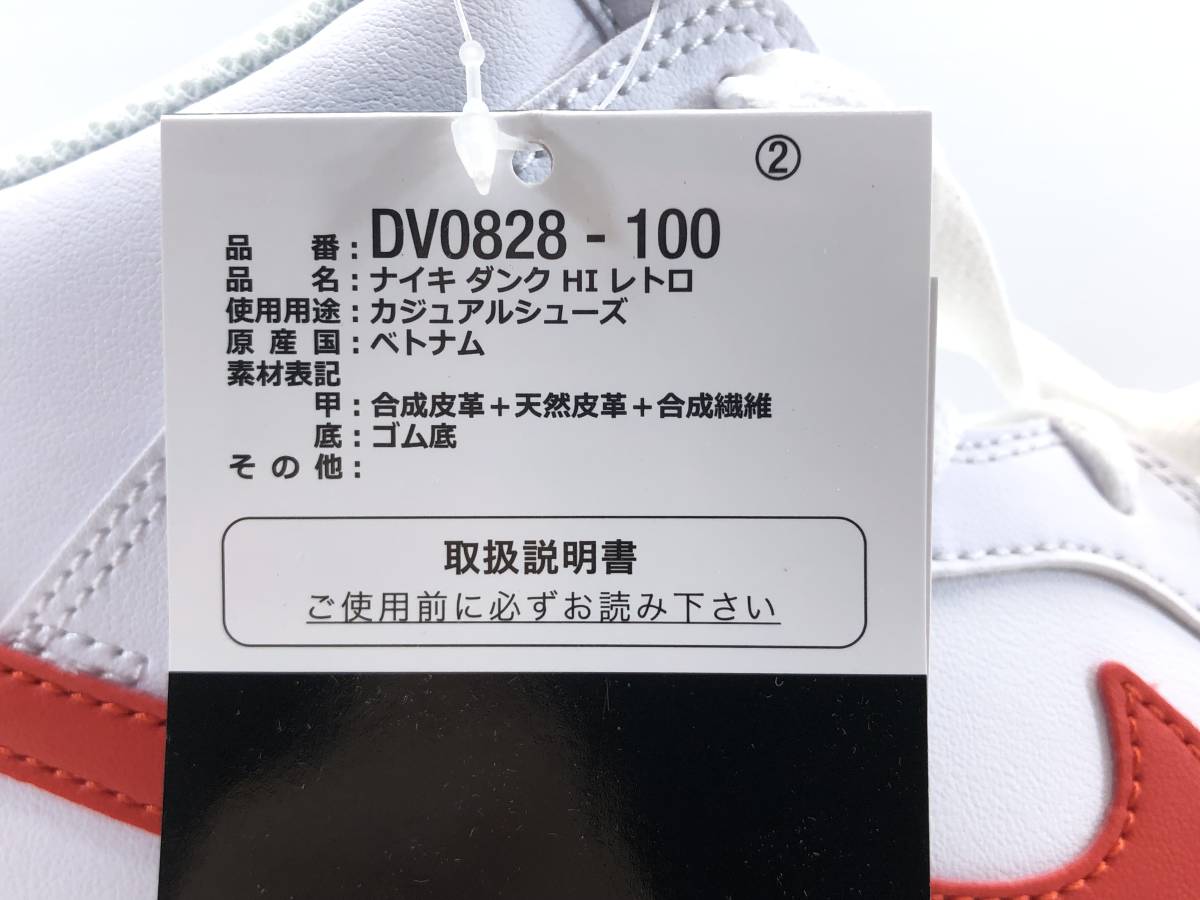 ②
品番：DV0828 - 100
品名：ナイキ ダンク HI レトロ
使用用途：カジュアルシューズ
原産国：ベトナム
素材表記
甲：合成皮革＋天然皮革＋合成繊維
底：ゴム底
その他：
取扱説明書
ご使用前に必ずお読み下さい